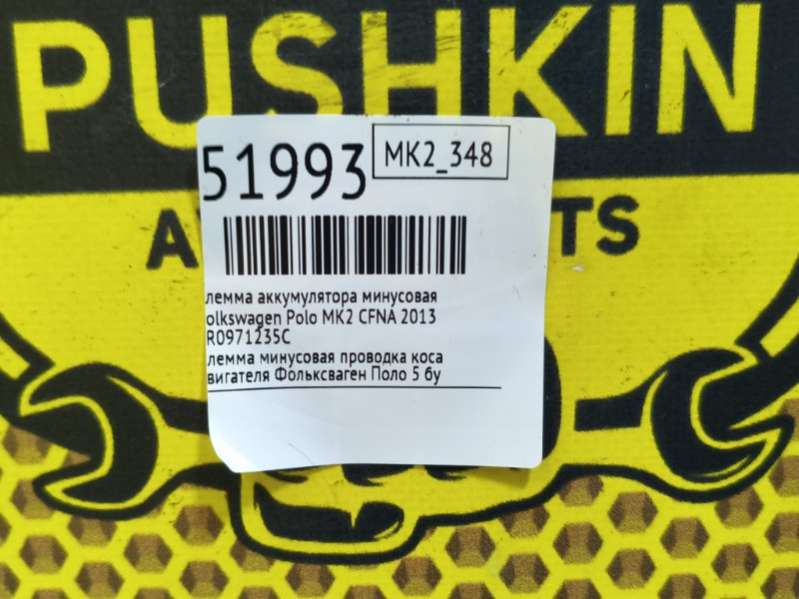 PUSHKIN
51993
MK2_348
A TS
лемма аккумулятора минусовая
olkswagen Polo MK2 CFNA 2013
R0971235C
лемма минусовая проводка коса
вигателя Фольксваген Поло 5 бу